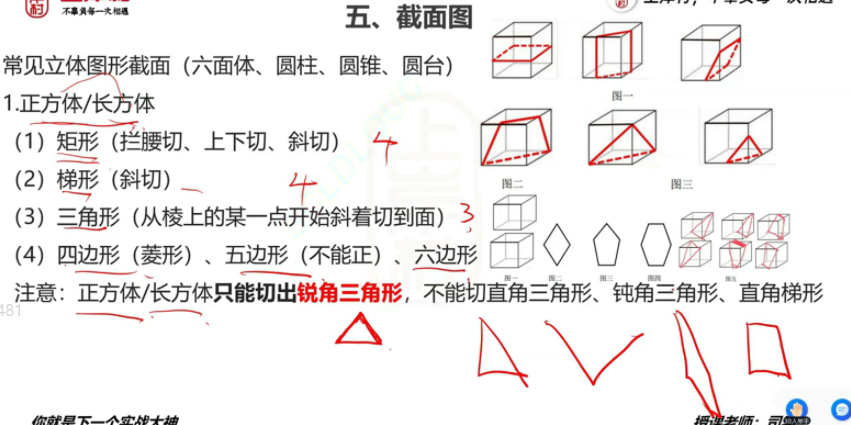 不辜负每一次相遇
五、截面图
常见立体图形截面（六面体、圆柱、圆锥、圆台）
1.正方体/长方体
（1）矩形（拦腰切、上下切、斜切） 4
（2）梯形（斜切） 4
（3）三角形（从棱上的某一点开始斜着切到面） 3
（4）四边形（菱形）、五边形（不能正）、六边形
注意：正方体/长方体只能切出锐角三角形，不能切直角三角形、钝角三角形、直角梯形
481
图一
图二
图三
图一
图二
图三
图四
图五
你就是下一个实战大神
授课老师：司